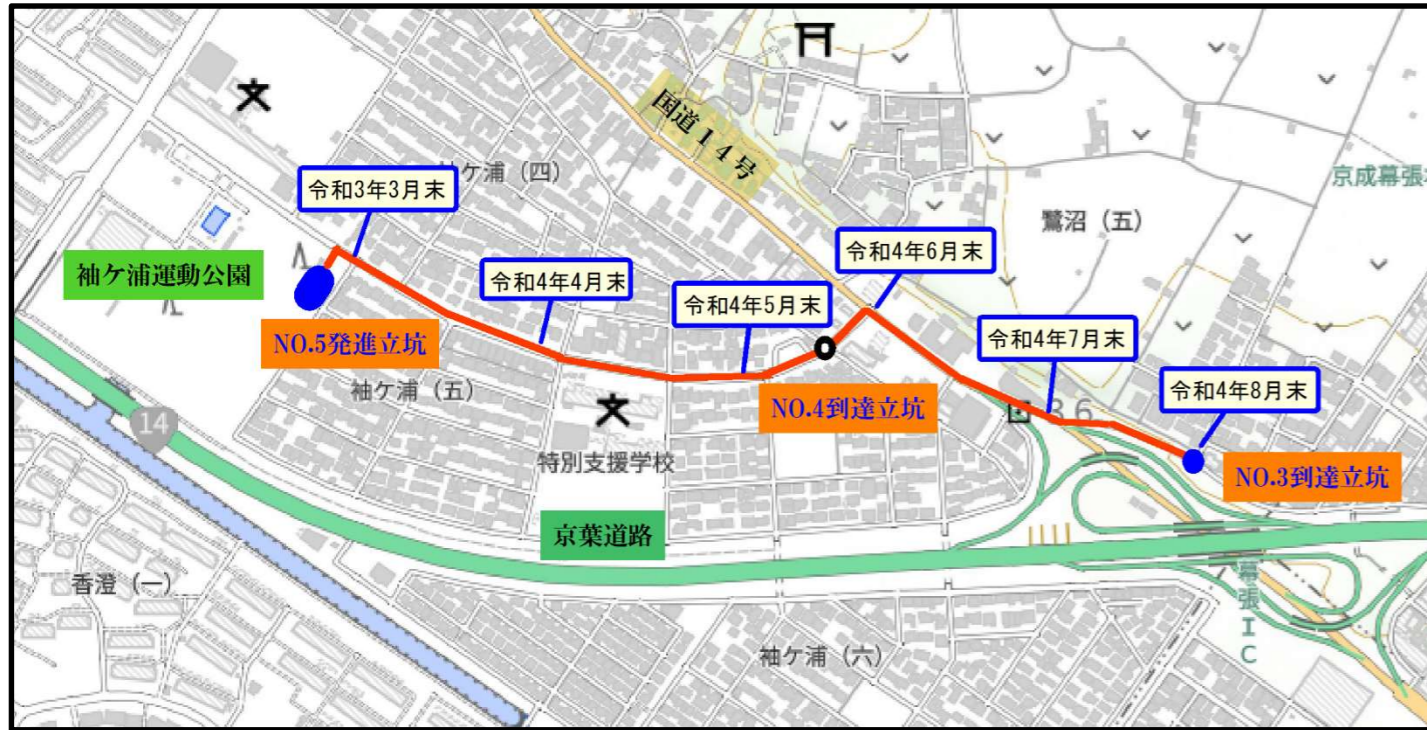 国道14号
京成幕張
袖ケ浦（四）
令和3年3月末
鷺沼（五）
令和4年6月末
袖ケ浦運動公園
令和4年4月末
令和4年5月末
NO.5発進立坑
令和4年7月末
袖ケ浦（五）
NO.4到達立坑
令和4年8月末
14
特別支援学校
NO.3到達立坑
京葉道路
香澄（一）
幕張IC
袖ケ浦（六）